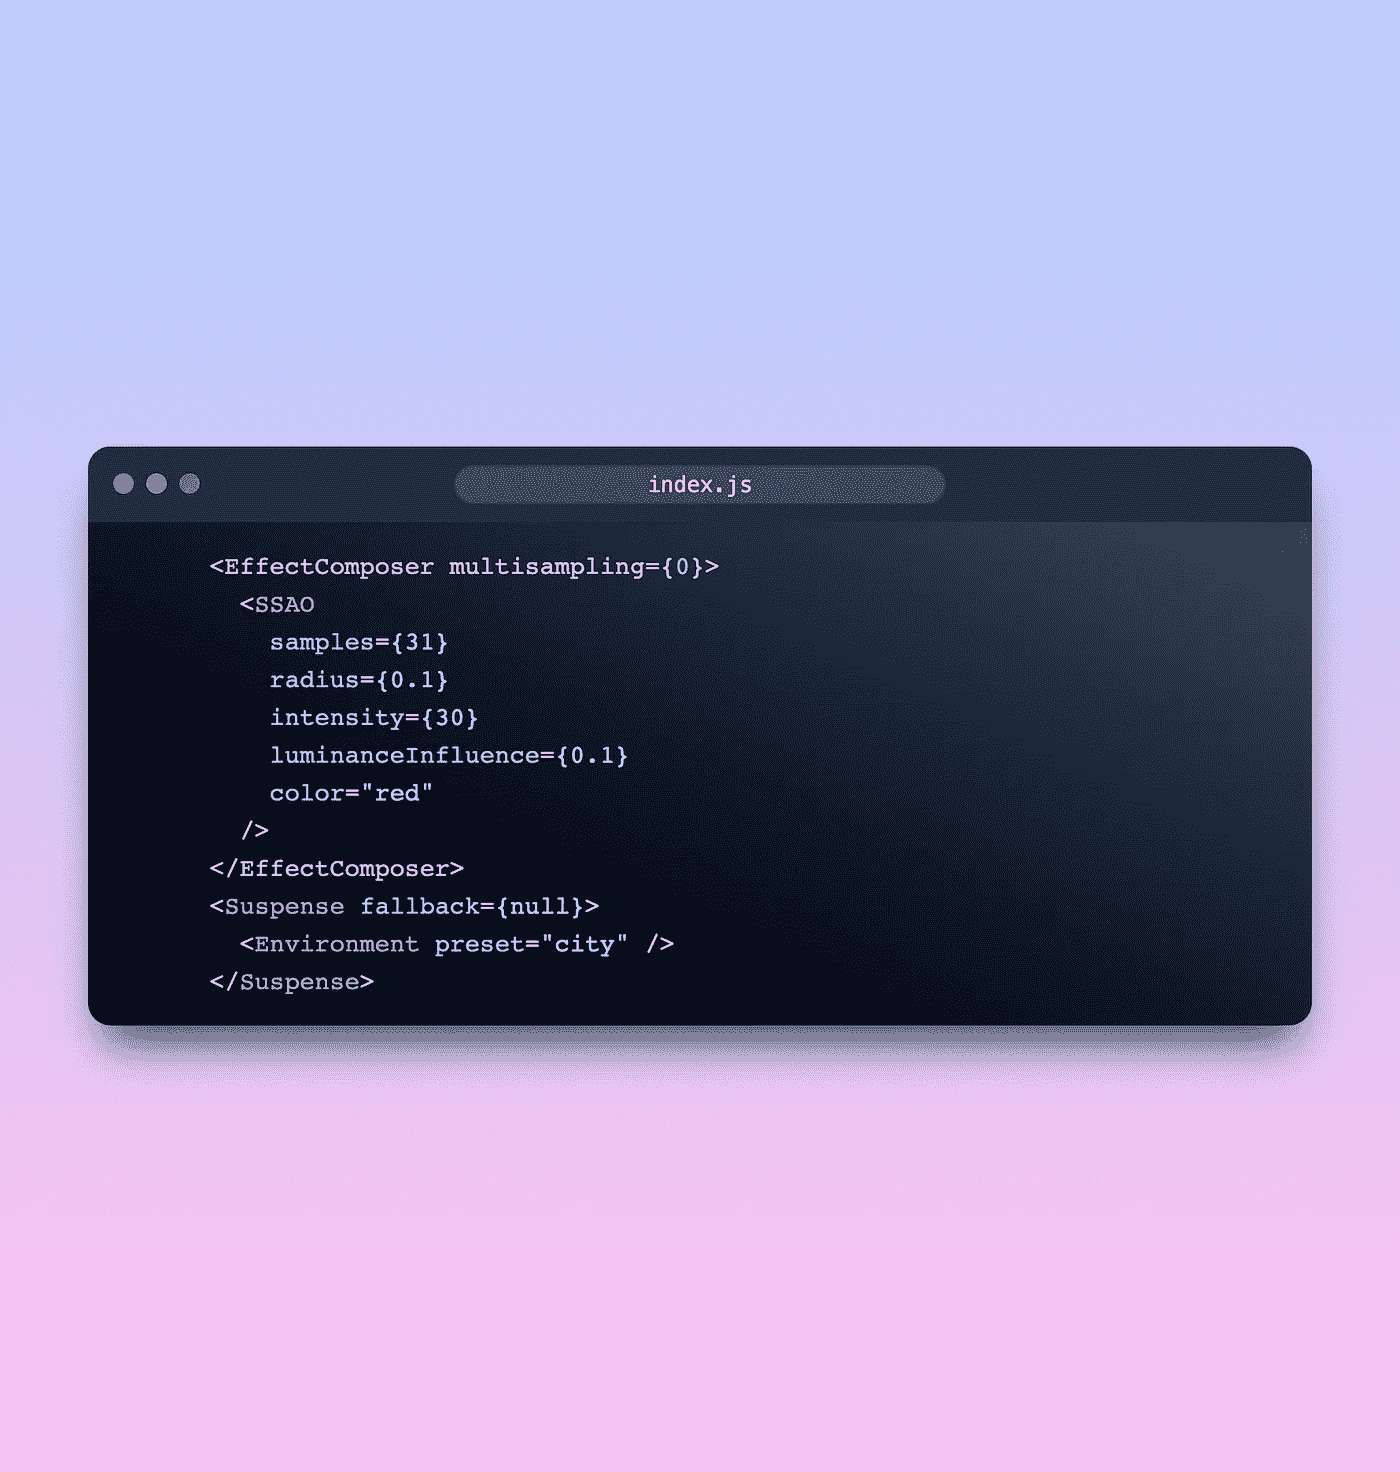 index.js
<EffectComposer multisampling={0}>
<SSAO
samples={31}
radius={0.1}
intensity={30}
luminanceInfluence={0.1}
color="red"
/>
</EffectComposer>
<Suspense fallback={null}>
<Environment preset="city" />
</Suspense>